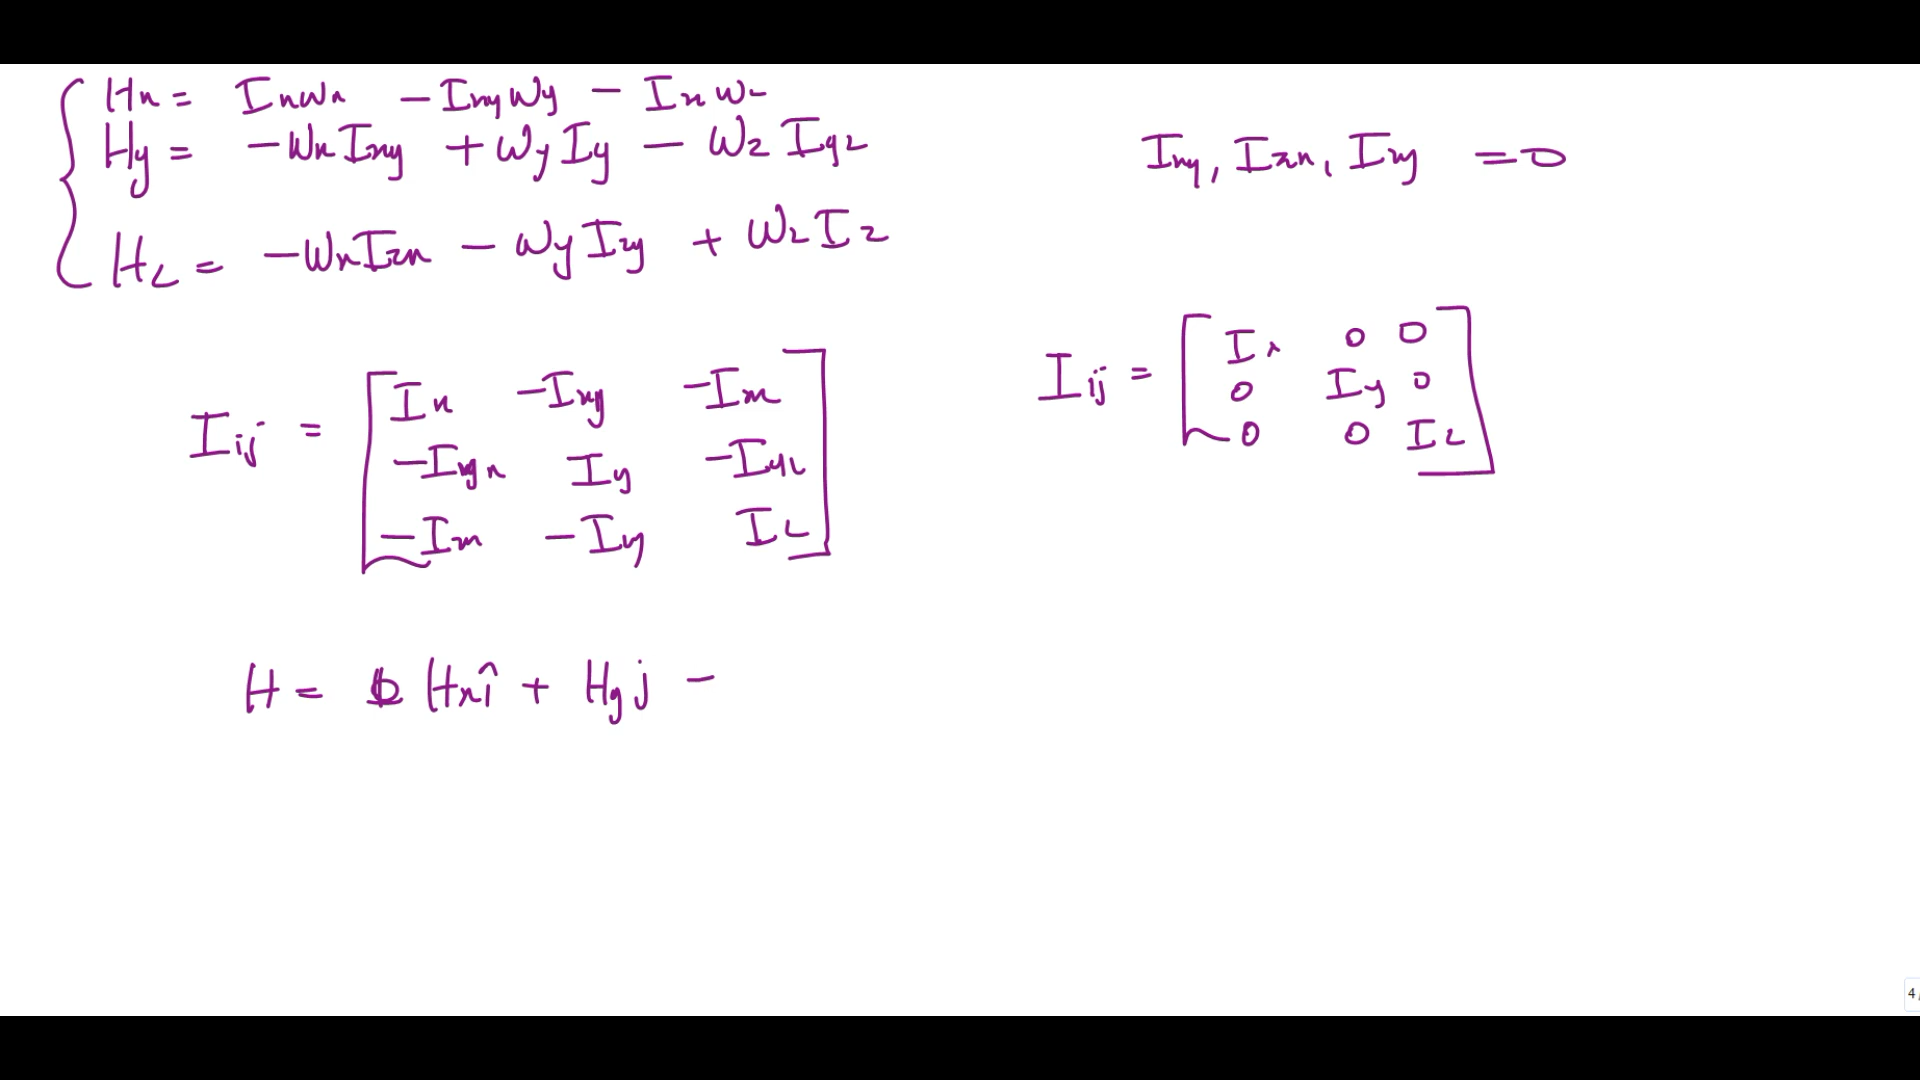 Hx = Ixωx - Ixyωy - Ixzωz
Hy = -ωxIxy + ωyIy - ωzIyz
Hz = -ωxIzx - ωyIzy + ωzIz
Ixy, Izx, Izy = 0
Iij = [Ix 0 0
0 Iy 0
0 0 Iz]
Iij = [Ix -Ixy -Ixz
-Iyx Iy -Iyz
-Izx -Izy Iz]
H = Hxî + Hyj -
4